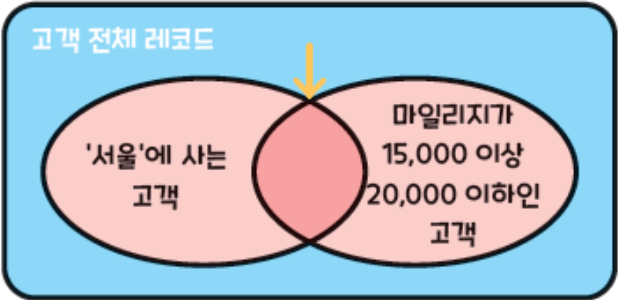 고객 전체 레코드
'서울'에 사는
고객
마일리지가
15,000 이상
20,000 이하인
고객